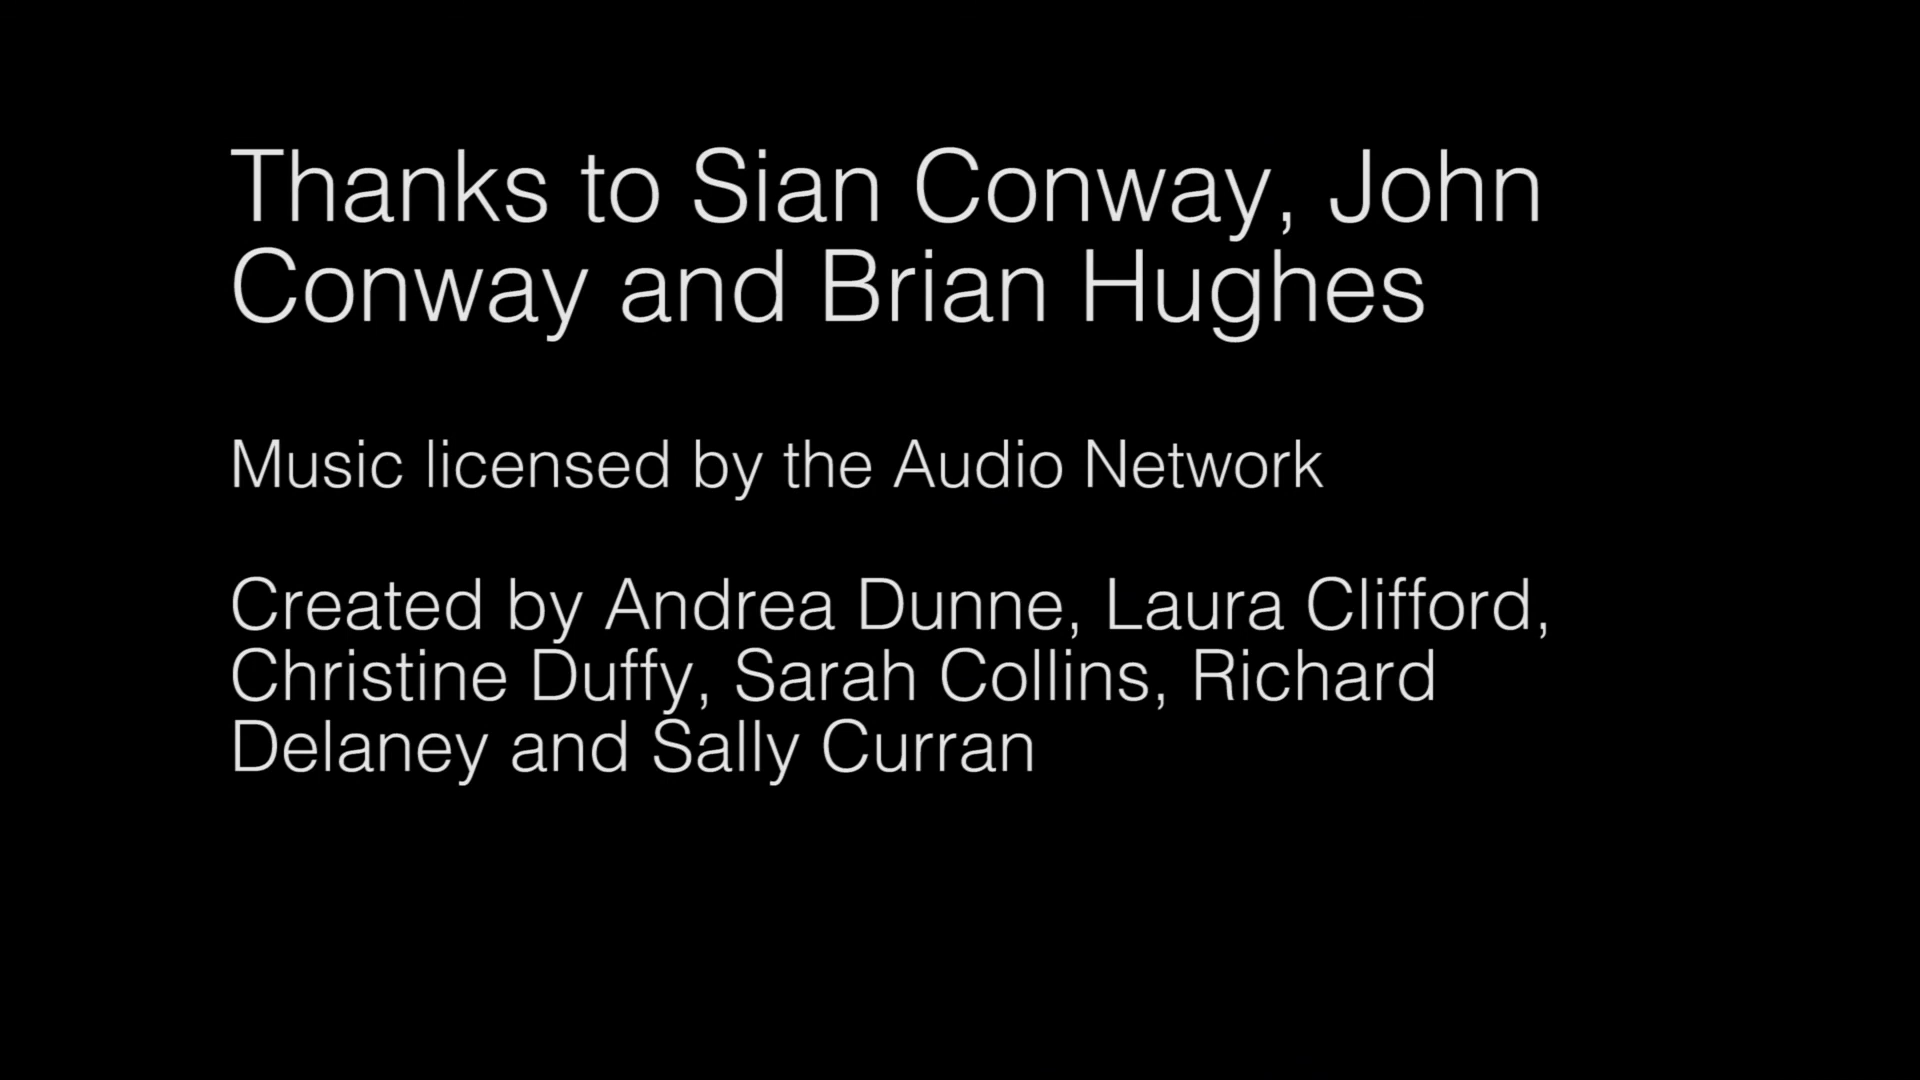 Thanks to Sian Conway, John
Conway and Brian Hughes
Music licensed by the Audio Network
Created by Andrea Dunne, Laura Clifford,
Christine Duffy, Sarah Collins, Richard
Delaney and Sally Curran